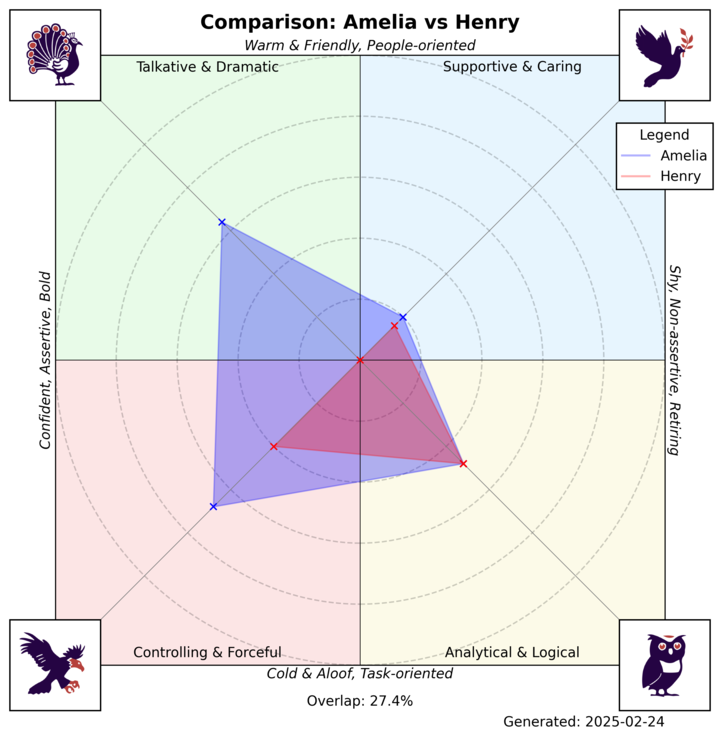 Comparison: Amelia vs Henry
Warm & Friendly, People-oriented
Talkative & Dramatic
Supportive & Caring
Legend
Amelia
Henry
Confident, Assertive, Bold
Shy, Non-assertive, Retiring
Controlling & Forceful
Analytical & Logical
Cold & Aloof, Task-oriented
Overlap: 27.4%
Generated: 2025-02-24